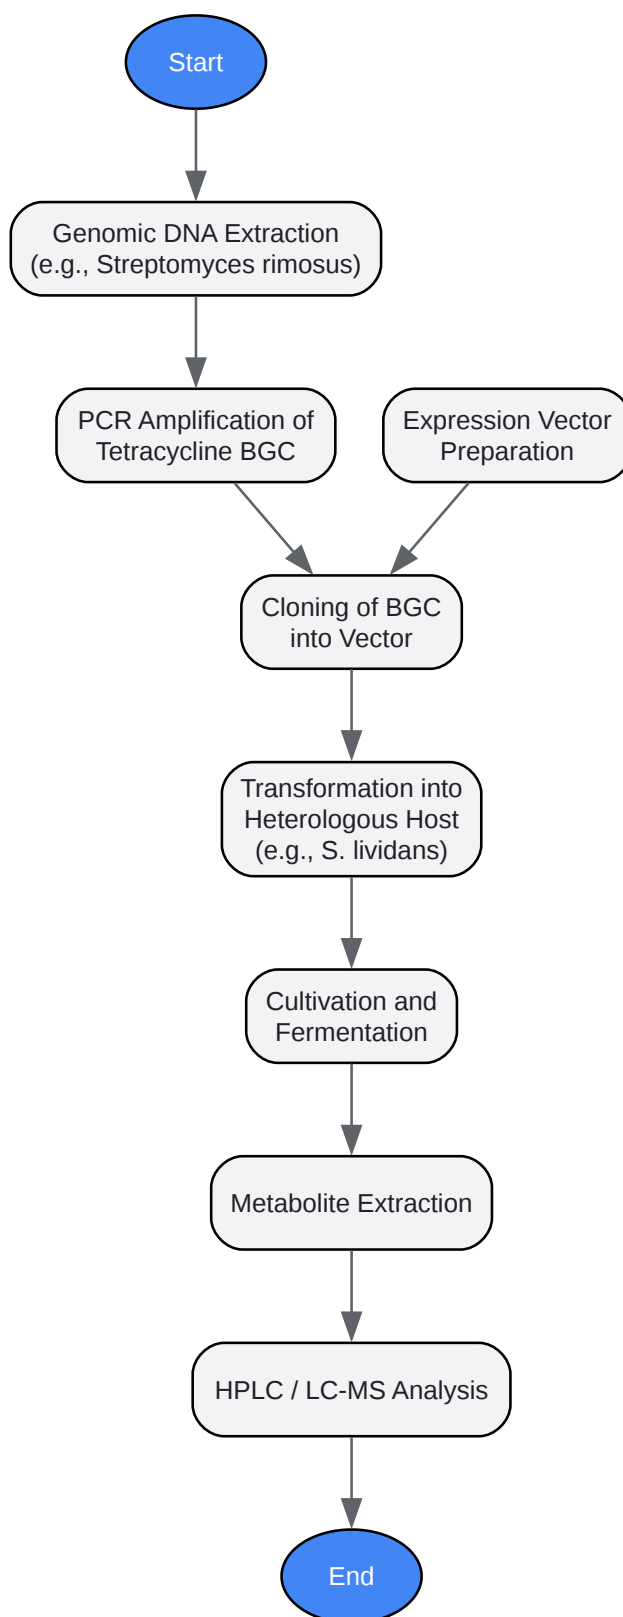 Start
Genomic DNA Extraction
(e.g., Streptomyces rimosus)
PCR Amplification of
Tetracycline BGC
Expression Vector
Preparation
Cloning of BGC
into Vector
Transformation into
Heterologous Host
(e.g., S. lividans)
Cultivation and
Fermentation
Metabolite Extraction
HPLC / LC-MS Analysis
End